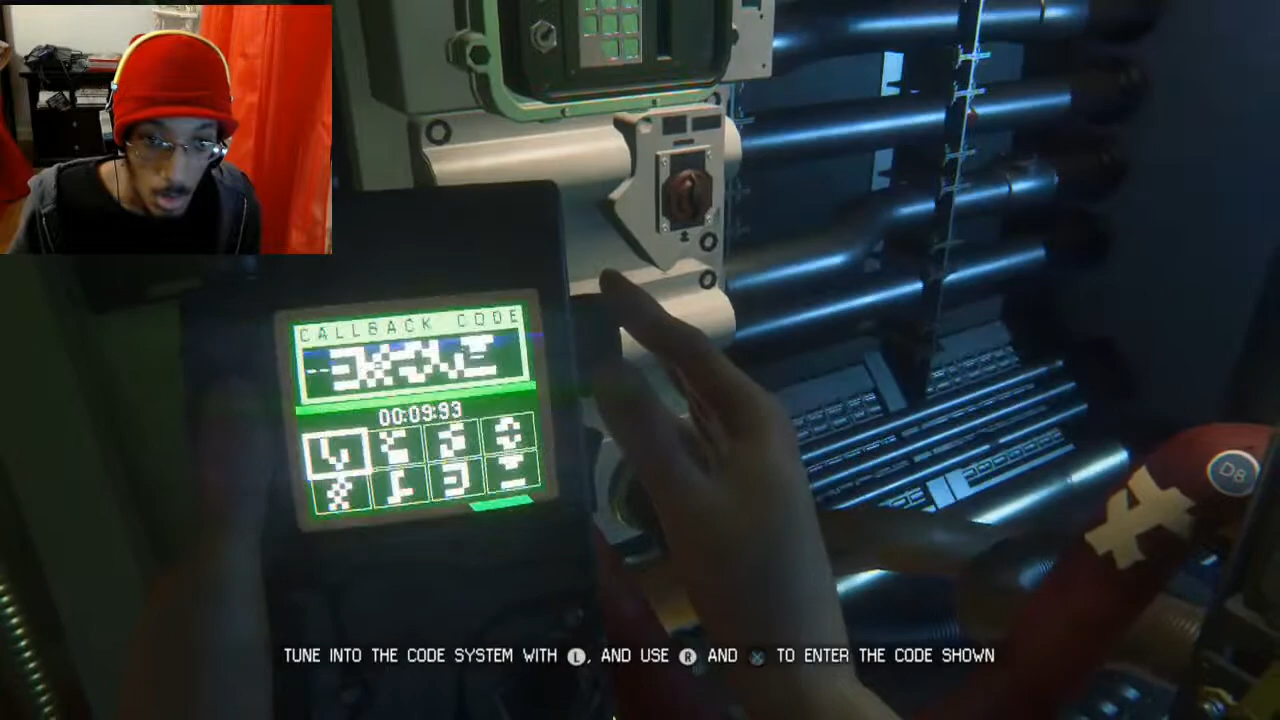 CALLBACK CODE
00:09:93
D8
TUNE INTO THE CODE SYSTEM WITH L, AND USE R AND X TO ENTER THE CODE SHOWN